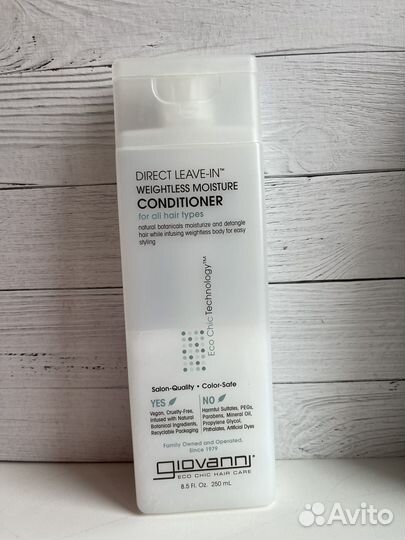 DIRECT LEAVE-IN™
WEIGHTLESS MOISTURE
CONDITIONER
for all hair types
natural botanicals moisturize and detangle
hair while infusing weightless body for easy
styling
Eco Chic Technology™
Salon-Quality • Color-Safe
YES
Vegan, Cruelty-Free,
Infused with Natural
Botanical Ingredients,
Recyclable Packaging
NO
Harmful Sulfates, PEGs,
Parabens, Mineral Oil,
Propylene Glycol,
Phthalates, Artificial Dyes
Family Owned and Operated,
Since 1979
giovanni
ECO CHIC HAIR CARE
8.5 Fl. Oz. 250 mL
Avito